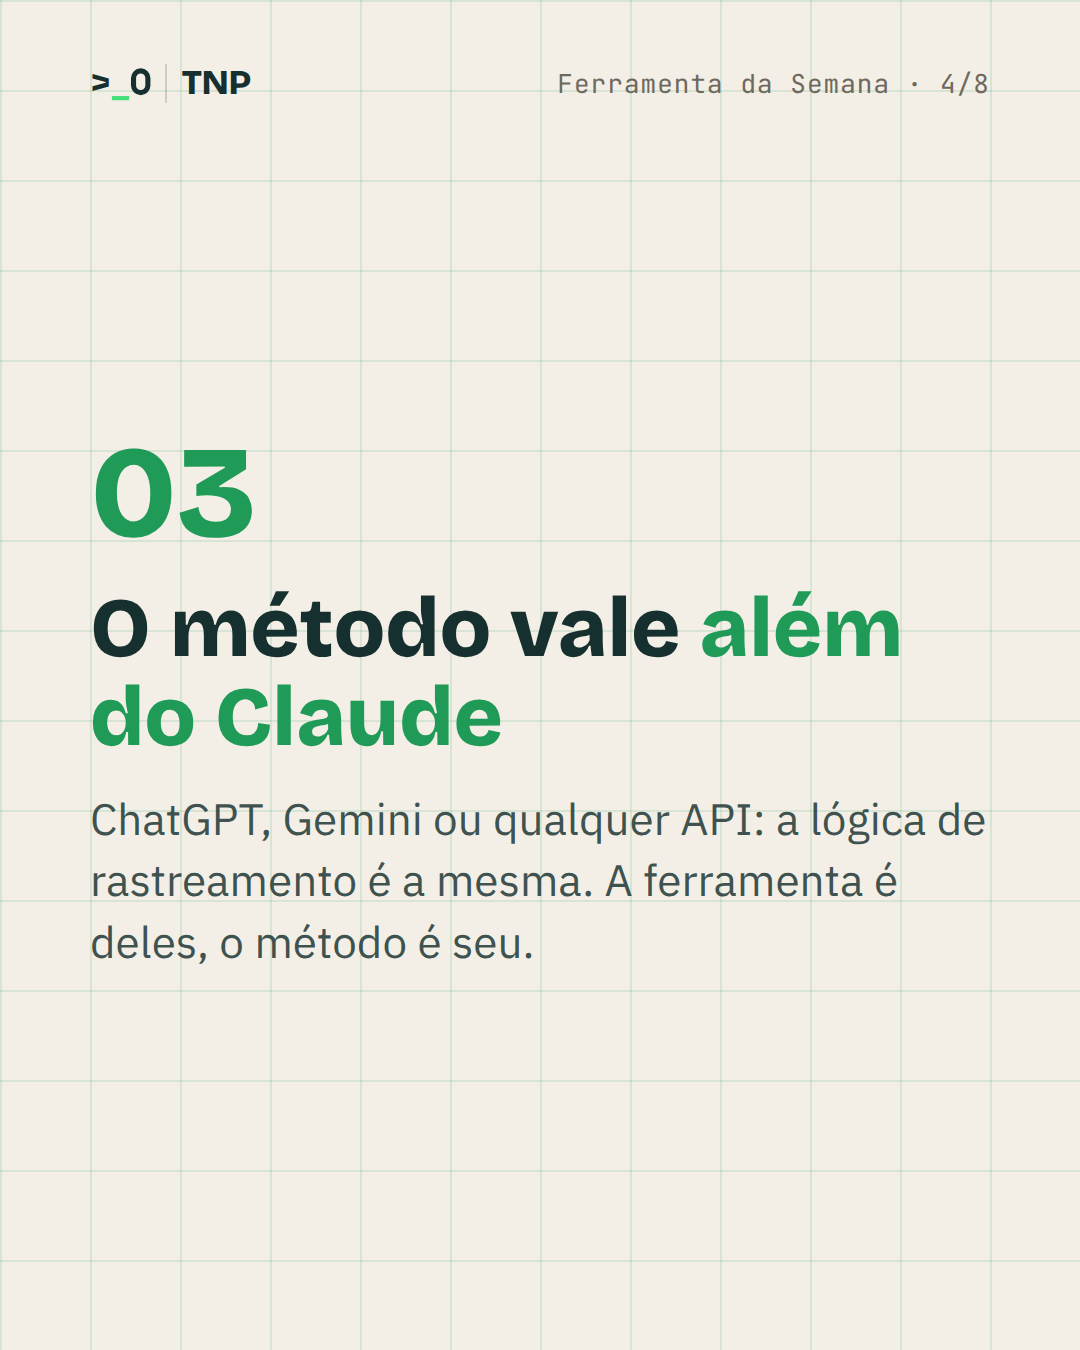 >_0 | TNP
Ferramenta da Semana · 4/8
03
O método vale além
do Claude
ChatGPT, Gemini ou qualquer API: a lógica de
rastreamento é a mesma. A ferramenta é
deles, o método é seu.